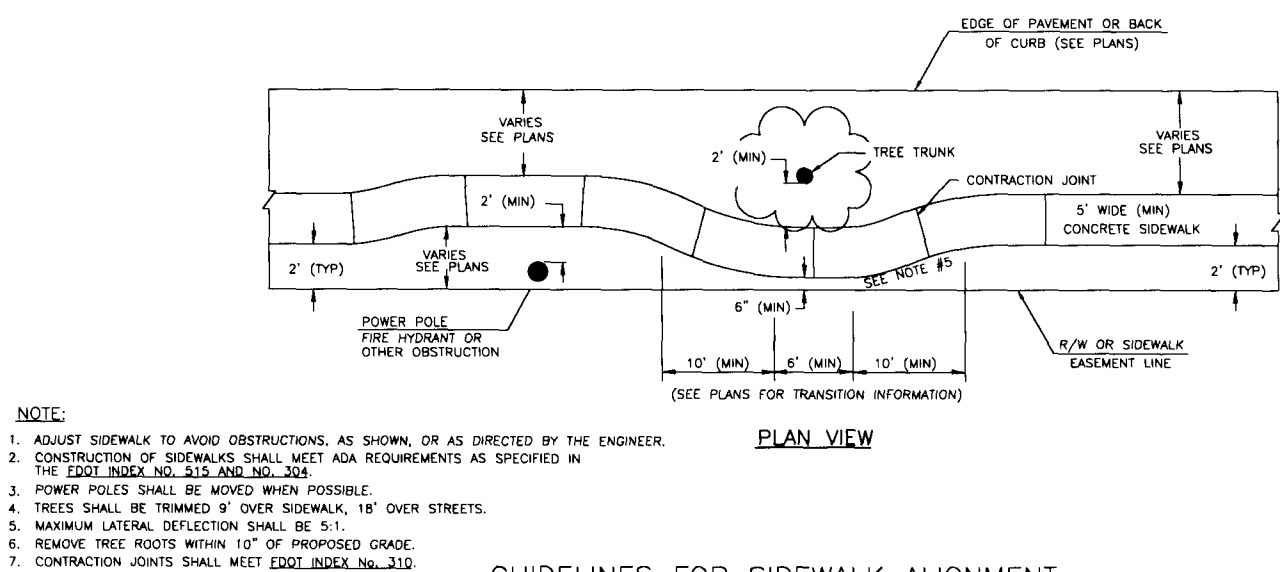 EDGE OF PAVEMENT OR BACK
OF CURB (SEE PLANS)
VARIES
SEE PLANS
2' (MIN)
TREE TRUNK
VARIES
SEE PLANS
CONTRACTION JOINT
2' (MIN)
5' WIDE (MIN)
CONCRETE SIDEWALK
2' (TYP)
VARIES
SEE PLANS
SEE NOTE #5
2' (TYP)
6" (MIN)
POWER POLE
FIRE HYDRANT OR
OTHER OBSTRUCTION
R/W OR SIDEWALK
EASEMENT LINE
10' (MIN)
6' (MIN)
10' (MIN)
(SEE PLANS FOR TRANSITION INFORMATION)
PLAN VIEW
NOTE:
1. ADJUST SIDEWALK TO AVOID OBSTRUCTIONS, AS SHOWN, OR AS DIRECTED BY THE ENGINEER.
2. CONSTRUCTION OF SIDEWALKS SHALL MEET ADA REQUIREMENTS AS SPECIFIED IN
THE FDOT INDEX NO. 515 AND NO. 304.
3. POWER POLES SHALL BE MOVED WHEN POSSIBLE.
4. TREES SHALL BE TRIMMED 9' OVER SIDEWALK, 18' OVER STREETS.
5. MAXIMUM LATERAL DEFLECTION SHALL BE 5:1.
6. REMOVE TREE ROOTS WITHIN 10" OF PROPOSED GRADE.
7. CONTRACTION JOINTS SHALL MEET FDOT INDEX No. 310.
GUIDELINES FOR SIDEWALK ALIGNMENT